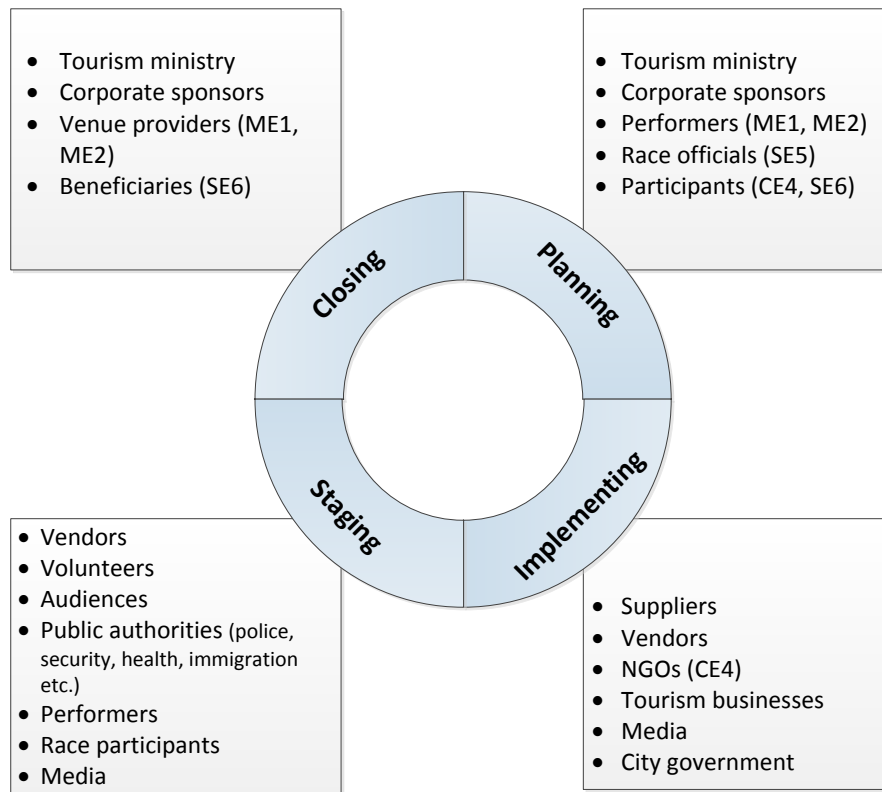 • Tourism ministry
• Corporate sponsors
• Venue providers (ME1,
ME2)
• Beneficiaries (SE6)
• Tourism ministry
• Corporate sponsors
• Performers (ME1, ME2)
• Race officials (SE5)
• Participants (CE4, SE6)
Closing
Planning
Staging
Implementing
• Vendors
• Volunteers
• Audiences
• Public authorities (police,
security, health, immigration
etc.)
• Performers
• Race participants
• Media
• Suppliers
• Vendors
• NGOs (CE4)
• Tourism businesses
• Media
• City government